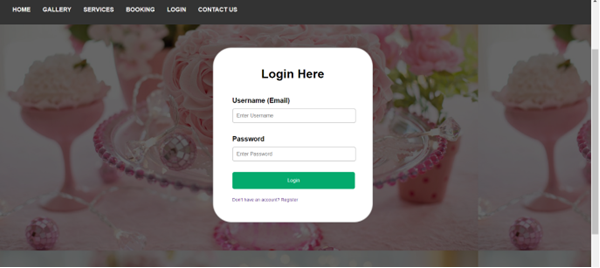 HOME GALLERY SERVICES BOOKING LOGIN CONTACT US
Login Here
Username (Email)
Enter Username
Password
Enter Password
Login
Don't have an account? Register